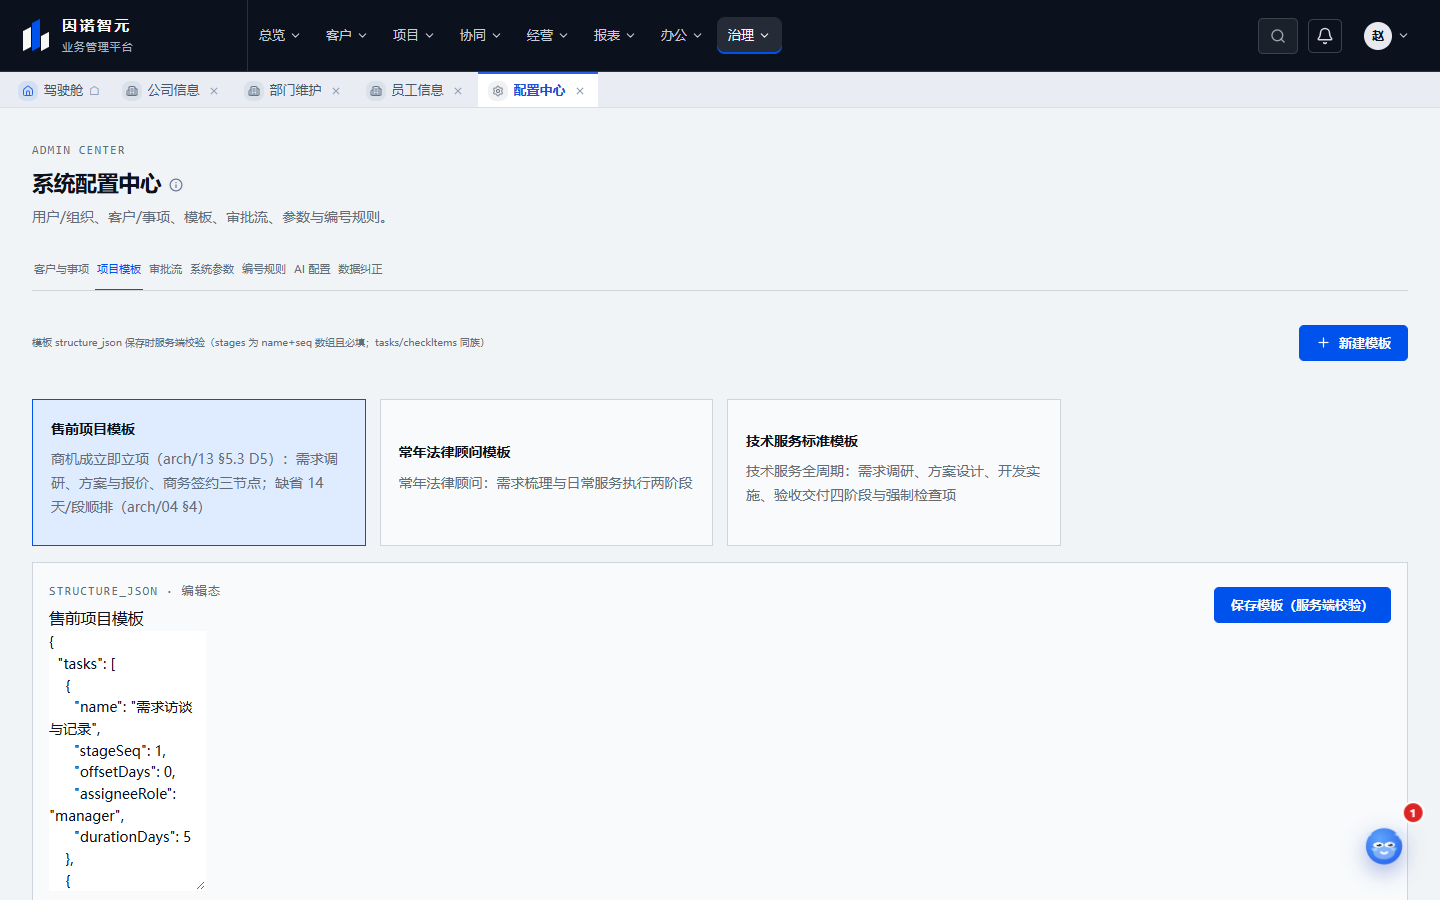 因诺智元
业务管理平台
总览 客户 项目 协同 经营 报表 办公 治理
赵
驾驶舱 公司信息 部门维护 员工信息 配置中心
ADMIN CENTER
系统配置中心
用户/组织、客户/事项、模板、审批流、参数与编号规则。
客户与事项 项目模板 审批流 系统参数 编号规则 AI 配置 数据纠正
模板 structure_json 保存时服务端校验（stages 为 name+seq 数组且必填；tasks/checkItems 同族）
新建模板
售前项目模板
商机成立即立项（arch/13 §5.3 D5）：需求调
研、方案与报价、商务签约三节点；缺省 14
天/段顺排（arch/04 §4）
常年法律顾问模板
常年法律顾问：需求梳理与日常服务执行两阶段
技术服务标准模板
技术服务全周期：需求调研、方案设计、开发实
施、验收交付四阶段与强制检查项
STRUCTURE_JSON · 编辑态
售前项目模板
保存模板（服务端校验）
{
"tasks": [
{
"name": "需求访谈
与记录",
"stageSeq": 1,
"offsetDays": 0,
"assigneeRole":
"manager",
"durationDays": 5
},
{
1